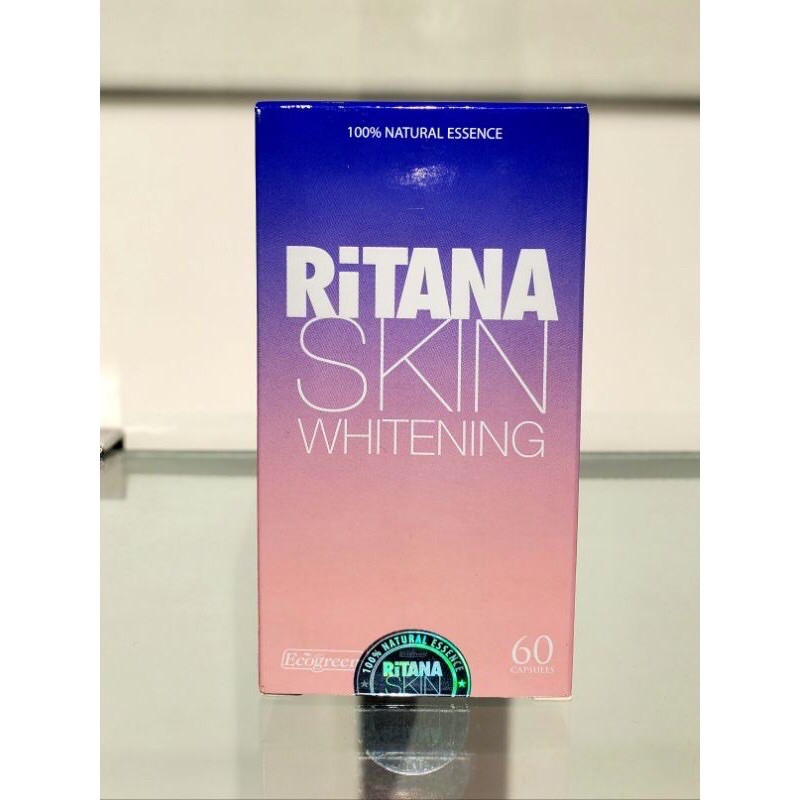 100% NATURAL ESSENCE
RiTANA
SKIN
WHITENING
Ecogreen
100% NATURAL ESSENCE
RiTANA
SKIN
60
CAPSULES